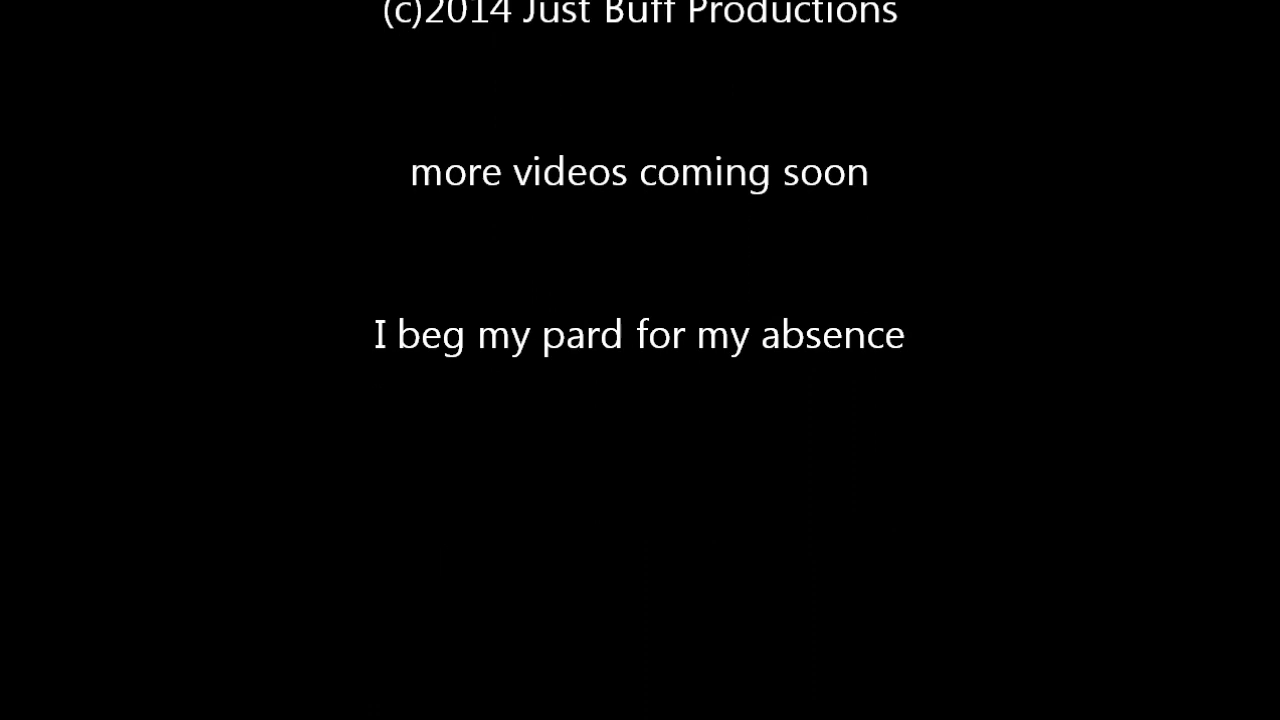 (c)2014 Just Buff Productions
more videos coming soon
I beg my pard for my absence